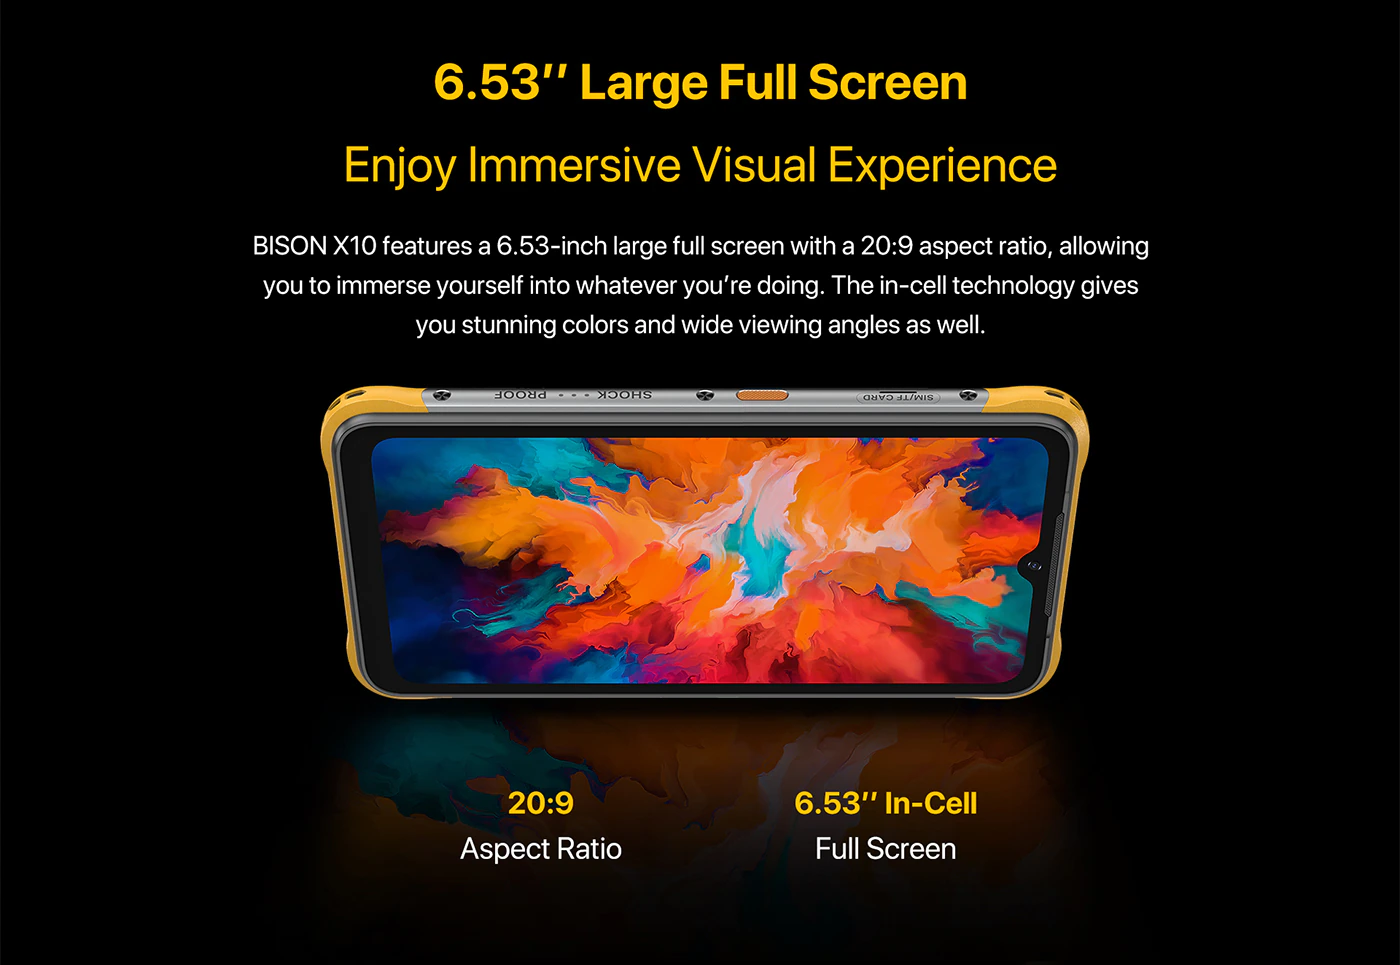 6.53′′ Large Full Screen
Enjoy Immersive Visual Experience
BISON X10 features a 6.53-inch large full screen with a 20:9 aspect ratio, allowing
you to immerse yourself into whatever you’re doing. The in-cell technology gives
you stunning colors and wide viewing angles as well.
SHOCK • • • PROOF
SIM/TF CARD
20:9
Aspect Ratio
6.53′′ In-Cell
Full Screen